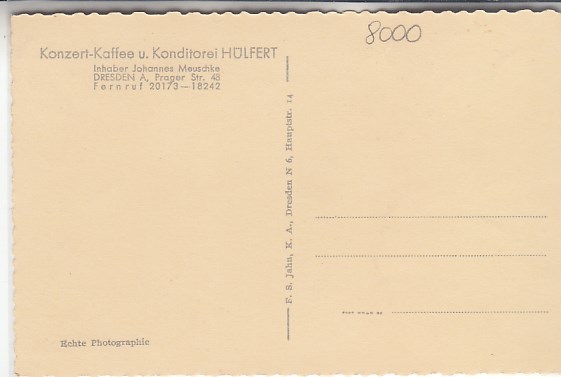 8000
Konzert-Kaffee u. Konditorei HÜLFERT
Inhaber Johannes Meuschke
DRESDEN A, Prager Str. 48
Fernruf 20173—18242
F. S. Jahn, K. A., Dresden N 6, Hauptstr. 14
Echte Photographie